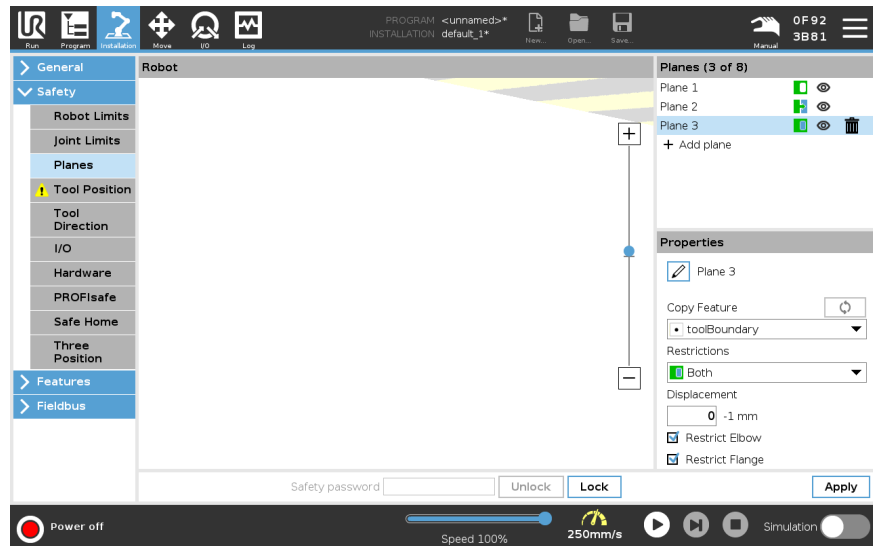 PROGRAM <unnamed>*
INSTALLATION default_1*
Run Program Installation Move I/O Log New... Open... Save... Manual
0F92
3B81
General
Safety
Robot Limits
Joint Limits
Planes
Tool Position
Tool
Direction
I/O
Hardware
PROFIsafe
Safe Home
Three
Position
Features
Fieldbus
Robot
Planes (3 of 8)
Plane 1
Plane 2
Plane 3
+ Add plane
Properties
Plane 3
Copy Feature
toolBoundary
Restrictions
Both
Displacement
0 -1 mm
Restrict Elbow
Restrict Flange
Safety password Unlock Lock Apply
Power off
Speed 100%
250mm/s
Simulation